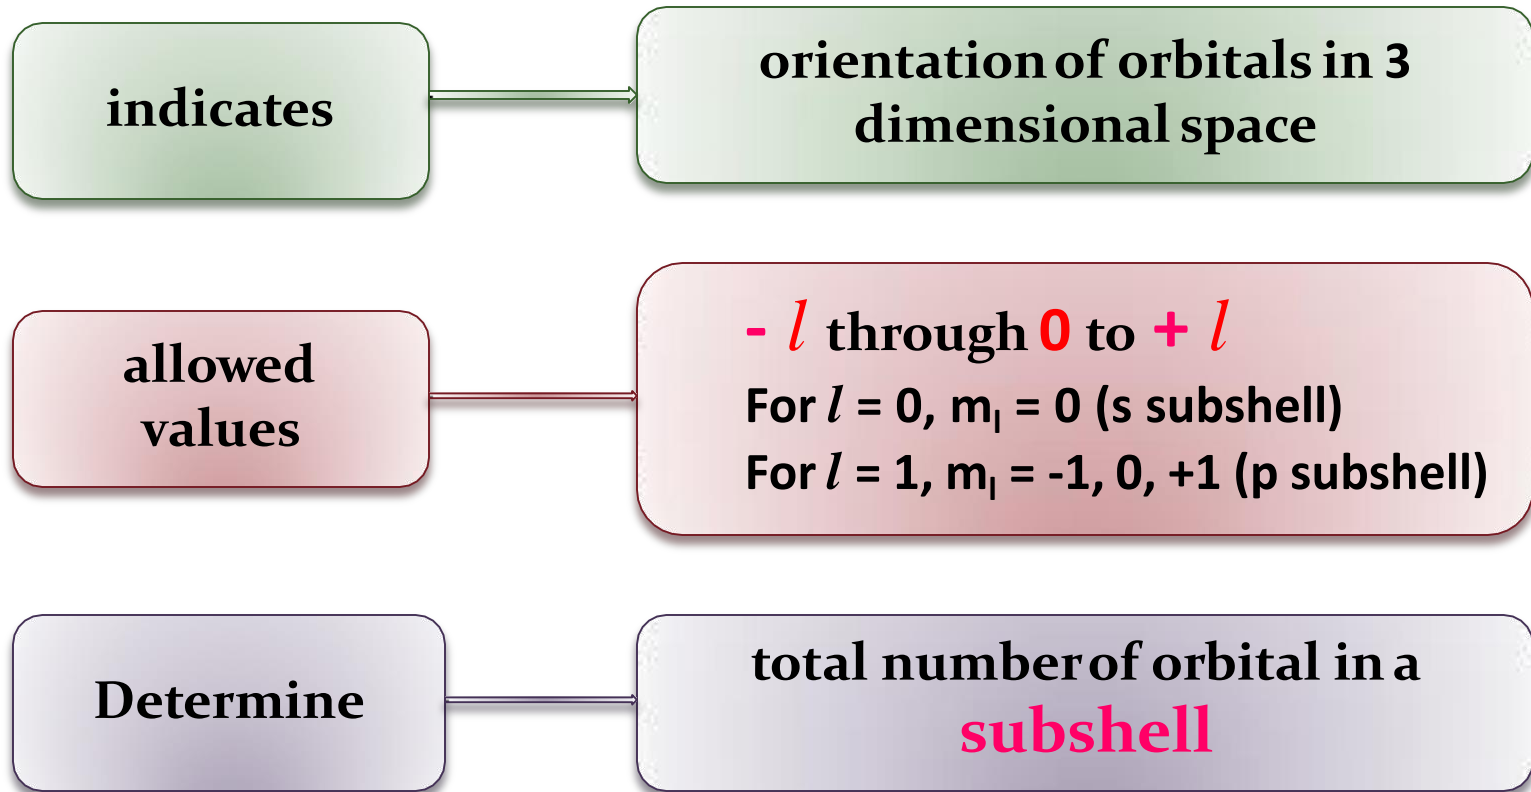 indicates
orientation of orbitals in 3
dimensional space
allowed
values
- l through 0 to + l
For l = 0, mₗ = 0 (s subshell)
For l = 1, mₗ = -1, 0, +1 (p subshell)
Determine
total number of orbital in a
subshell